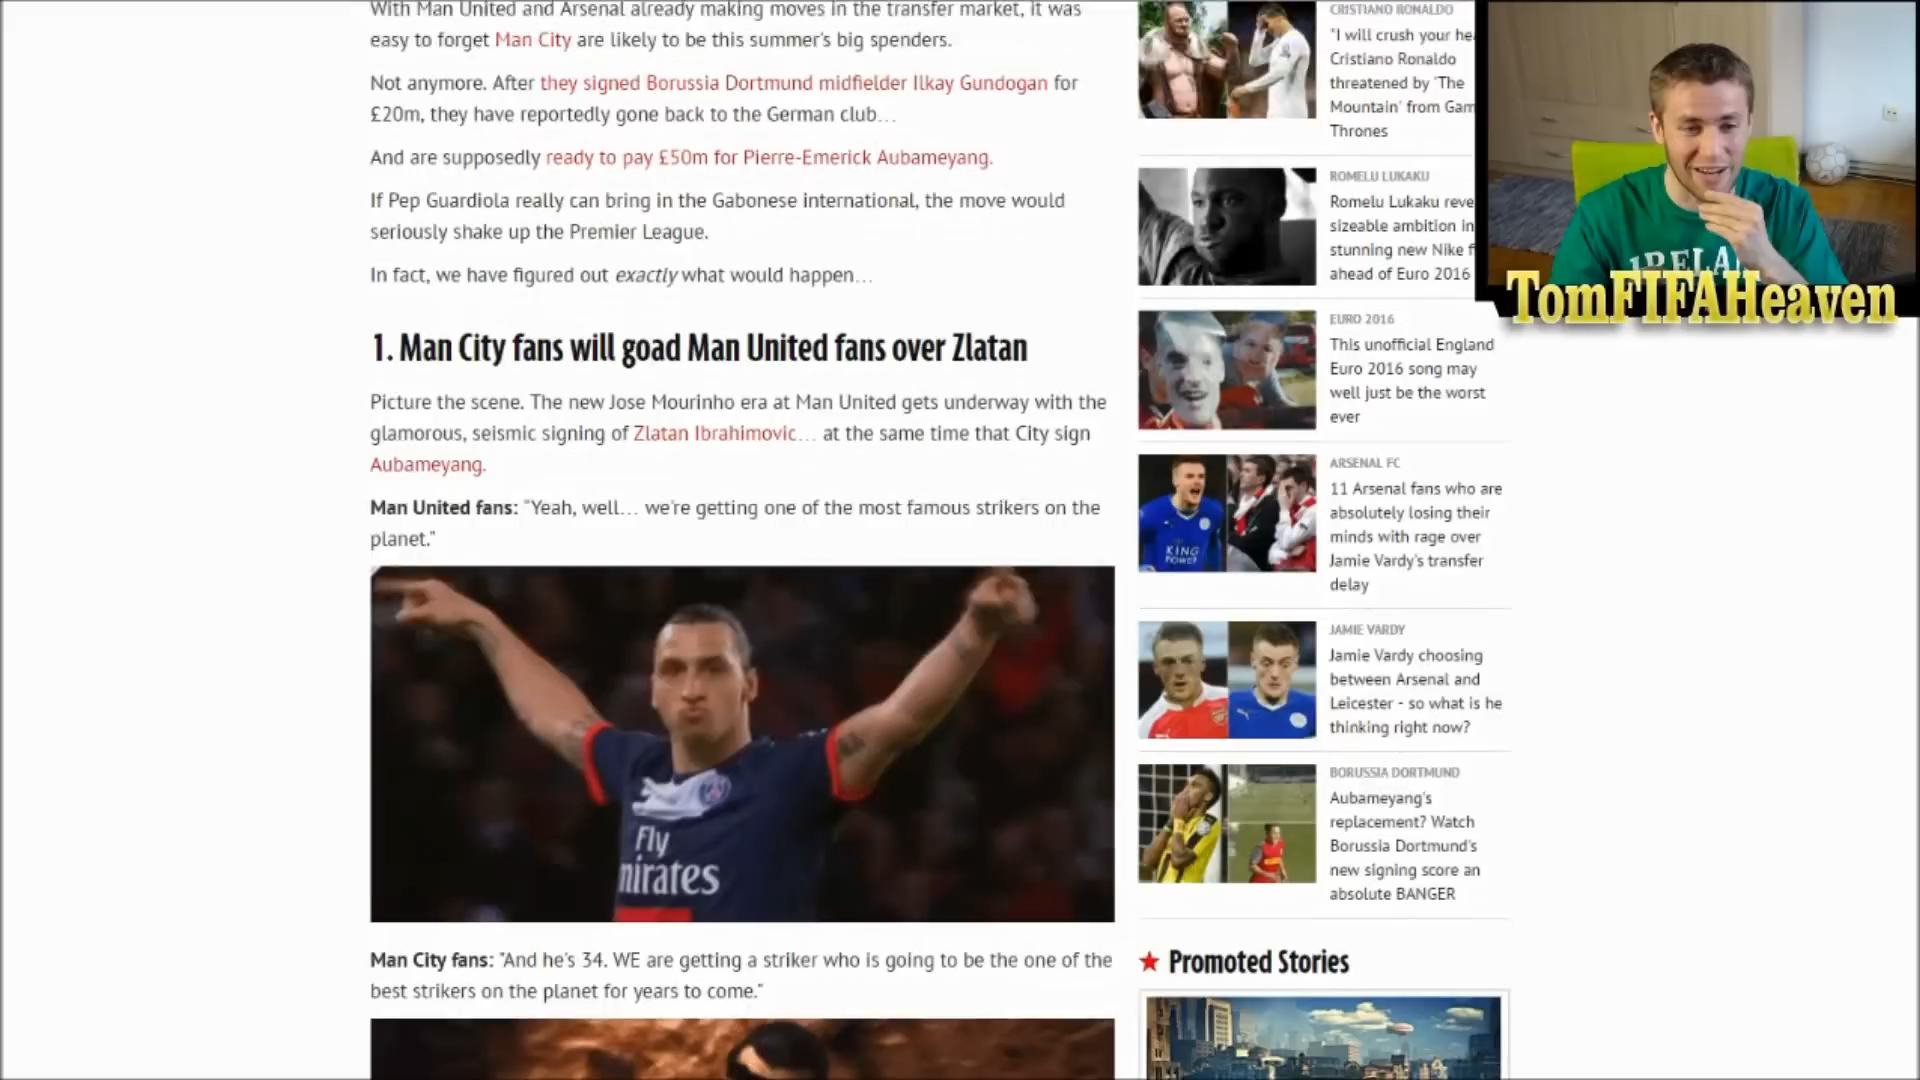 With Man United and Arsenal already making moves in the transfer market, it was
easy to forget Man City are likely to be this summer's big spenders.
Not anymore. After they signed Borussia Dortmund midfielder Ilkay Gundogan for
£20m, they have reportedly gone back to the German club...
And are supposedly ready to pay £50m for Pierre-Emerick Aubameyang.
If Pep Guardiola really can bring in the Gabonese international, the move would
seriously shake up the Premier League.
In fact, we have figured out exactly what would happen...
1. Man City fans will goad Man United fans over Zlatan
Picture the scene. The new Jose Mourinho era at Man United gets underway with the
glamorous, seismic signing of Zlatan Ibrahimovic... at the same time that City sign
Aubameyang.
Man United fans: "Yeah, well... we're getting one of the most famous strikers on the
planet."
Fly
mirates
Man City fans: "And he's 34. WE are getting a striker who is going to be the one of the
best strikers on the planet for years to come."
CRISTIANO RONALDO
"I will crush your hea
Cristiano Ronaldo
threatened by 'The
Mountain' from Gam
Thrones
ROMELU LUKAKU
Romelu Lukaku reve
sizeable ambition in
stunning new Nike f
ahead of Euro 2016
EURO 2016
This unofficial England
Euro 2016 song may
well just be the worst
ever
ARSENAL FC
11 Arsenal fans who are
absolutely losing their
minds with rage over
Jamie Vardy's transfer
delay
KING
POWER
JAMIE VARDY
Jamie Vardy choosing
between Arsenal and
Leicester - so what is he
thinking right now?
BORUSSIA DORTMUND
Aubameyang's
replacement? Watch
Borussia Dortmund's
new signing score an
absolute BANGER
Promoted Stories
IRELA
TomFIFAHeaven